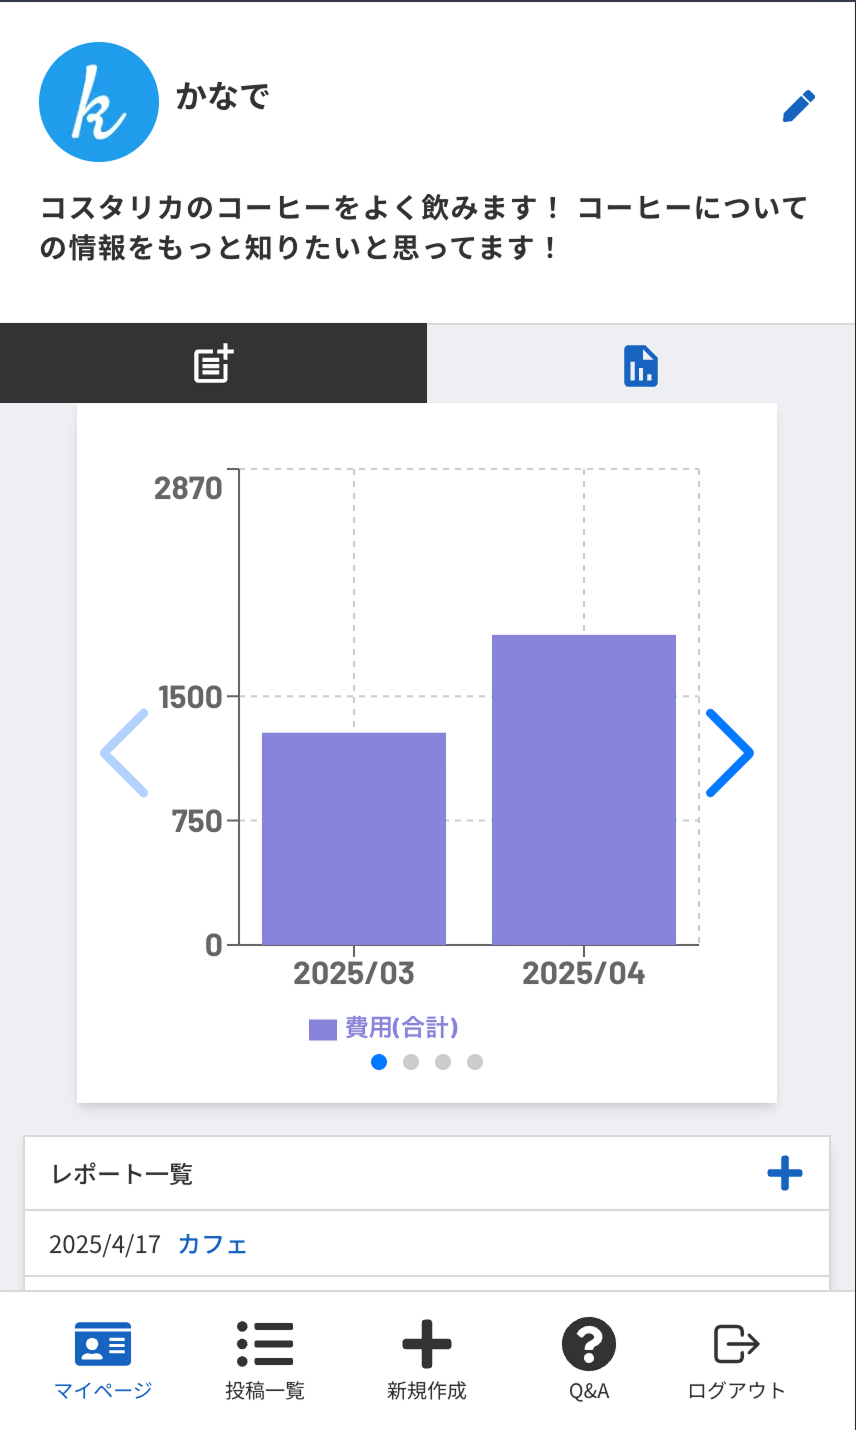 k
かなで
コスタリカのコーヒーをよく飲みます！ コーヒーについて
の情報をもっと知りたいと思ってます！
2870
1500
750
0
2025/03 2025/04
費用(合計)
レポート一覧
2025/4/17 カフェ
マイページ 投稿一覧 新規作成 Q&A ログアウト